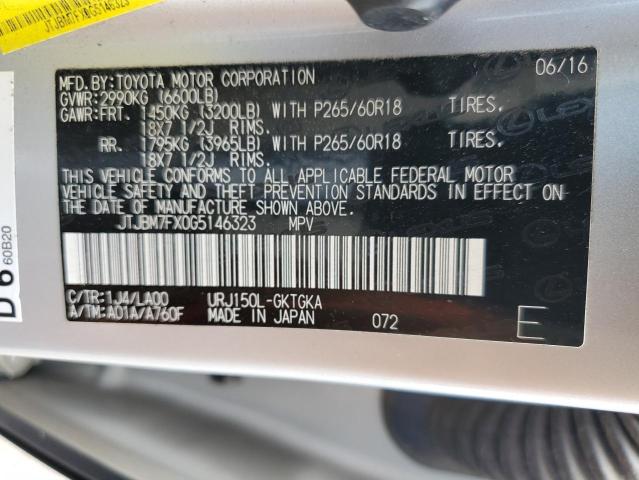 JTJBM7FX0G5146323
MFD.BY:TOYOTA MOTOR CORPORATION 06/16
GVWR:2990KG (6600LB)
GAWR:FRT. 1450KG (3200LB) WITH P265/60R18 TIRES.
18X7 1/2J RIMS,
RR. 1795KG (3965LB) WITH P265/60R18 TIRES.
18X7 1/2J RIMS.
THIS VEHICLE CONFORMS TO ALL APPLICABLE FEDERAL MOTOR
VEHICLE SAFETY AND THEFT PREVENTION STANDARDS IN EFFECT ON
THE DATE OF MANUFACTURE SHOWN ABOVE.
JTJBM7FX0G5146323 MPV
C/TR:1J4/LA00 URJ150L-GKTGKA
A/TM:A01A/A760F MADE IN JAPAN 072 E
D 6
60B20